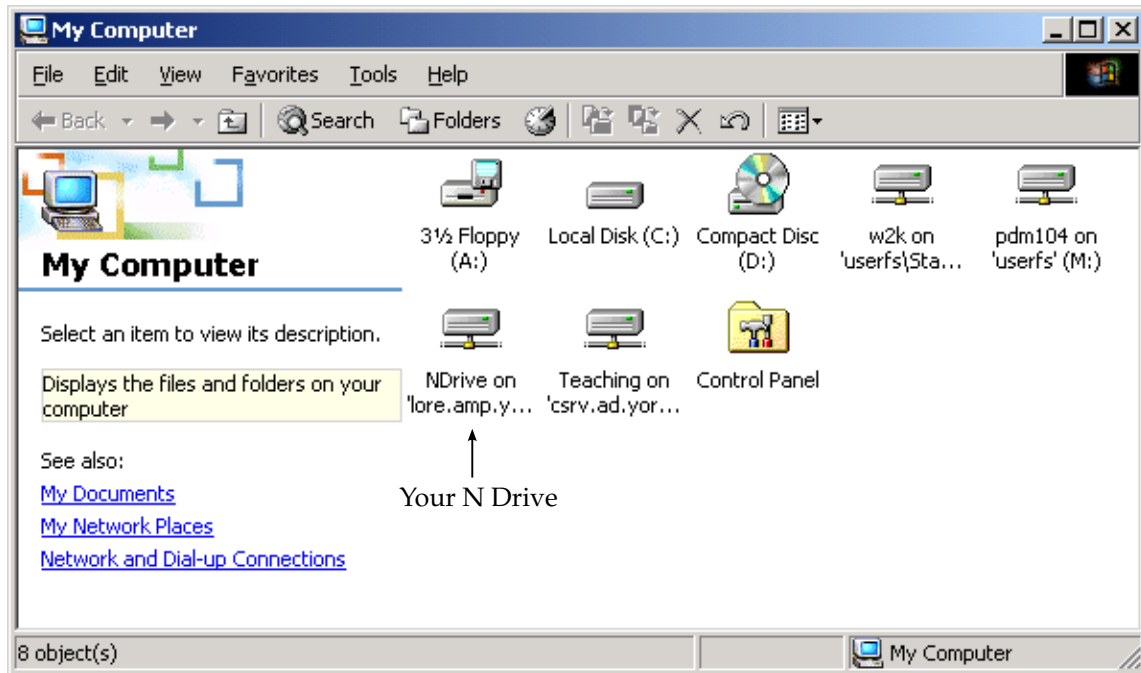 My Computer
File Edit View Favorites Tools Help
Back Search Folders
My Computer
Select an item to view its description.
Displays the files and folders on your
computer
See also:
My Documents
My Network Places
Network and Dial-up Connections
3½ Floppy
(A:)
Local Disk (C:)
Compact Disc
(D:)
w2k on
'userfs\Sta...
pdm104 on
'userfs' (M:)
NDrive on
'lore.amp.y...
Teaching on
'csrv.ad.yor...
Control Panel
Your N Drive
8 object(s)
My Computer